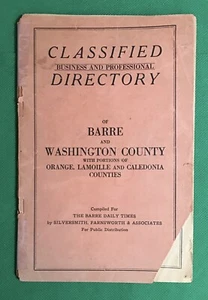 CLASSIFIED
BUSINESS AND PROFESSIONAL
DIRECTORY
OF
BARRE
AND
WASHINGTON COUNTY
WITH PORTIONS OF
ORANGE, LAMOILLE AND CALEDONIA
COUNTIES
Compiled For
THE BARRE DAILY TIMES
by SILVERSMITH, FARNSWORTH & ASSOCIATES
For Public Distribution